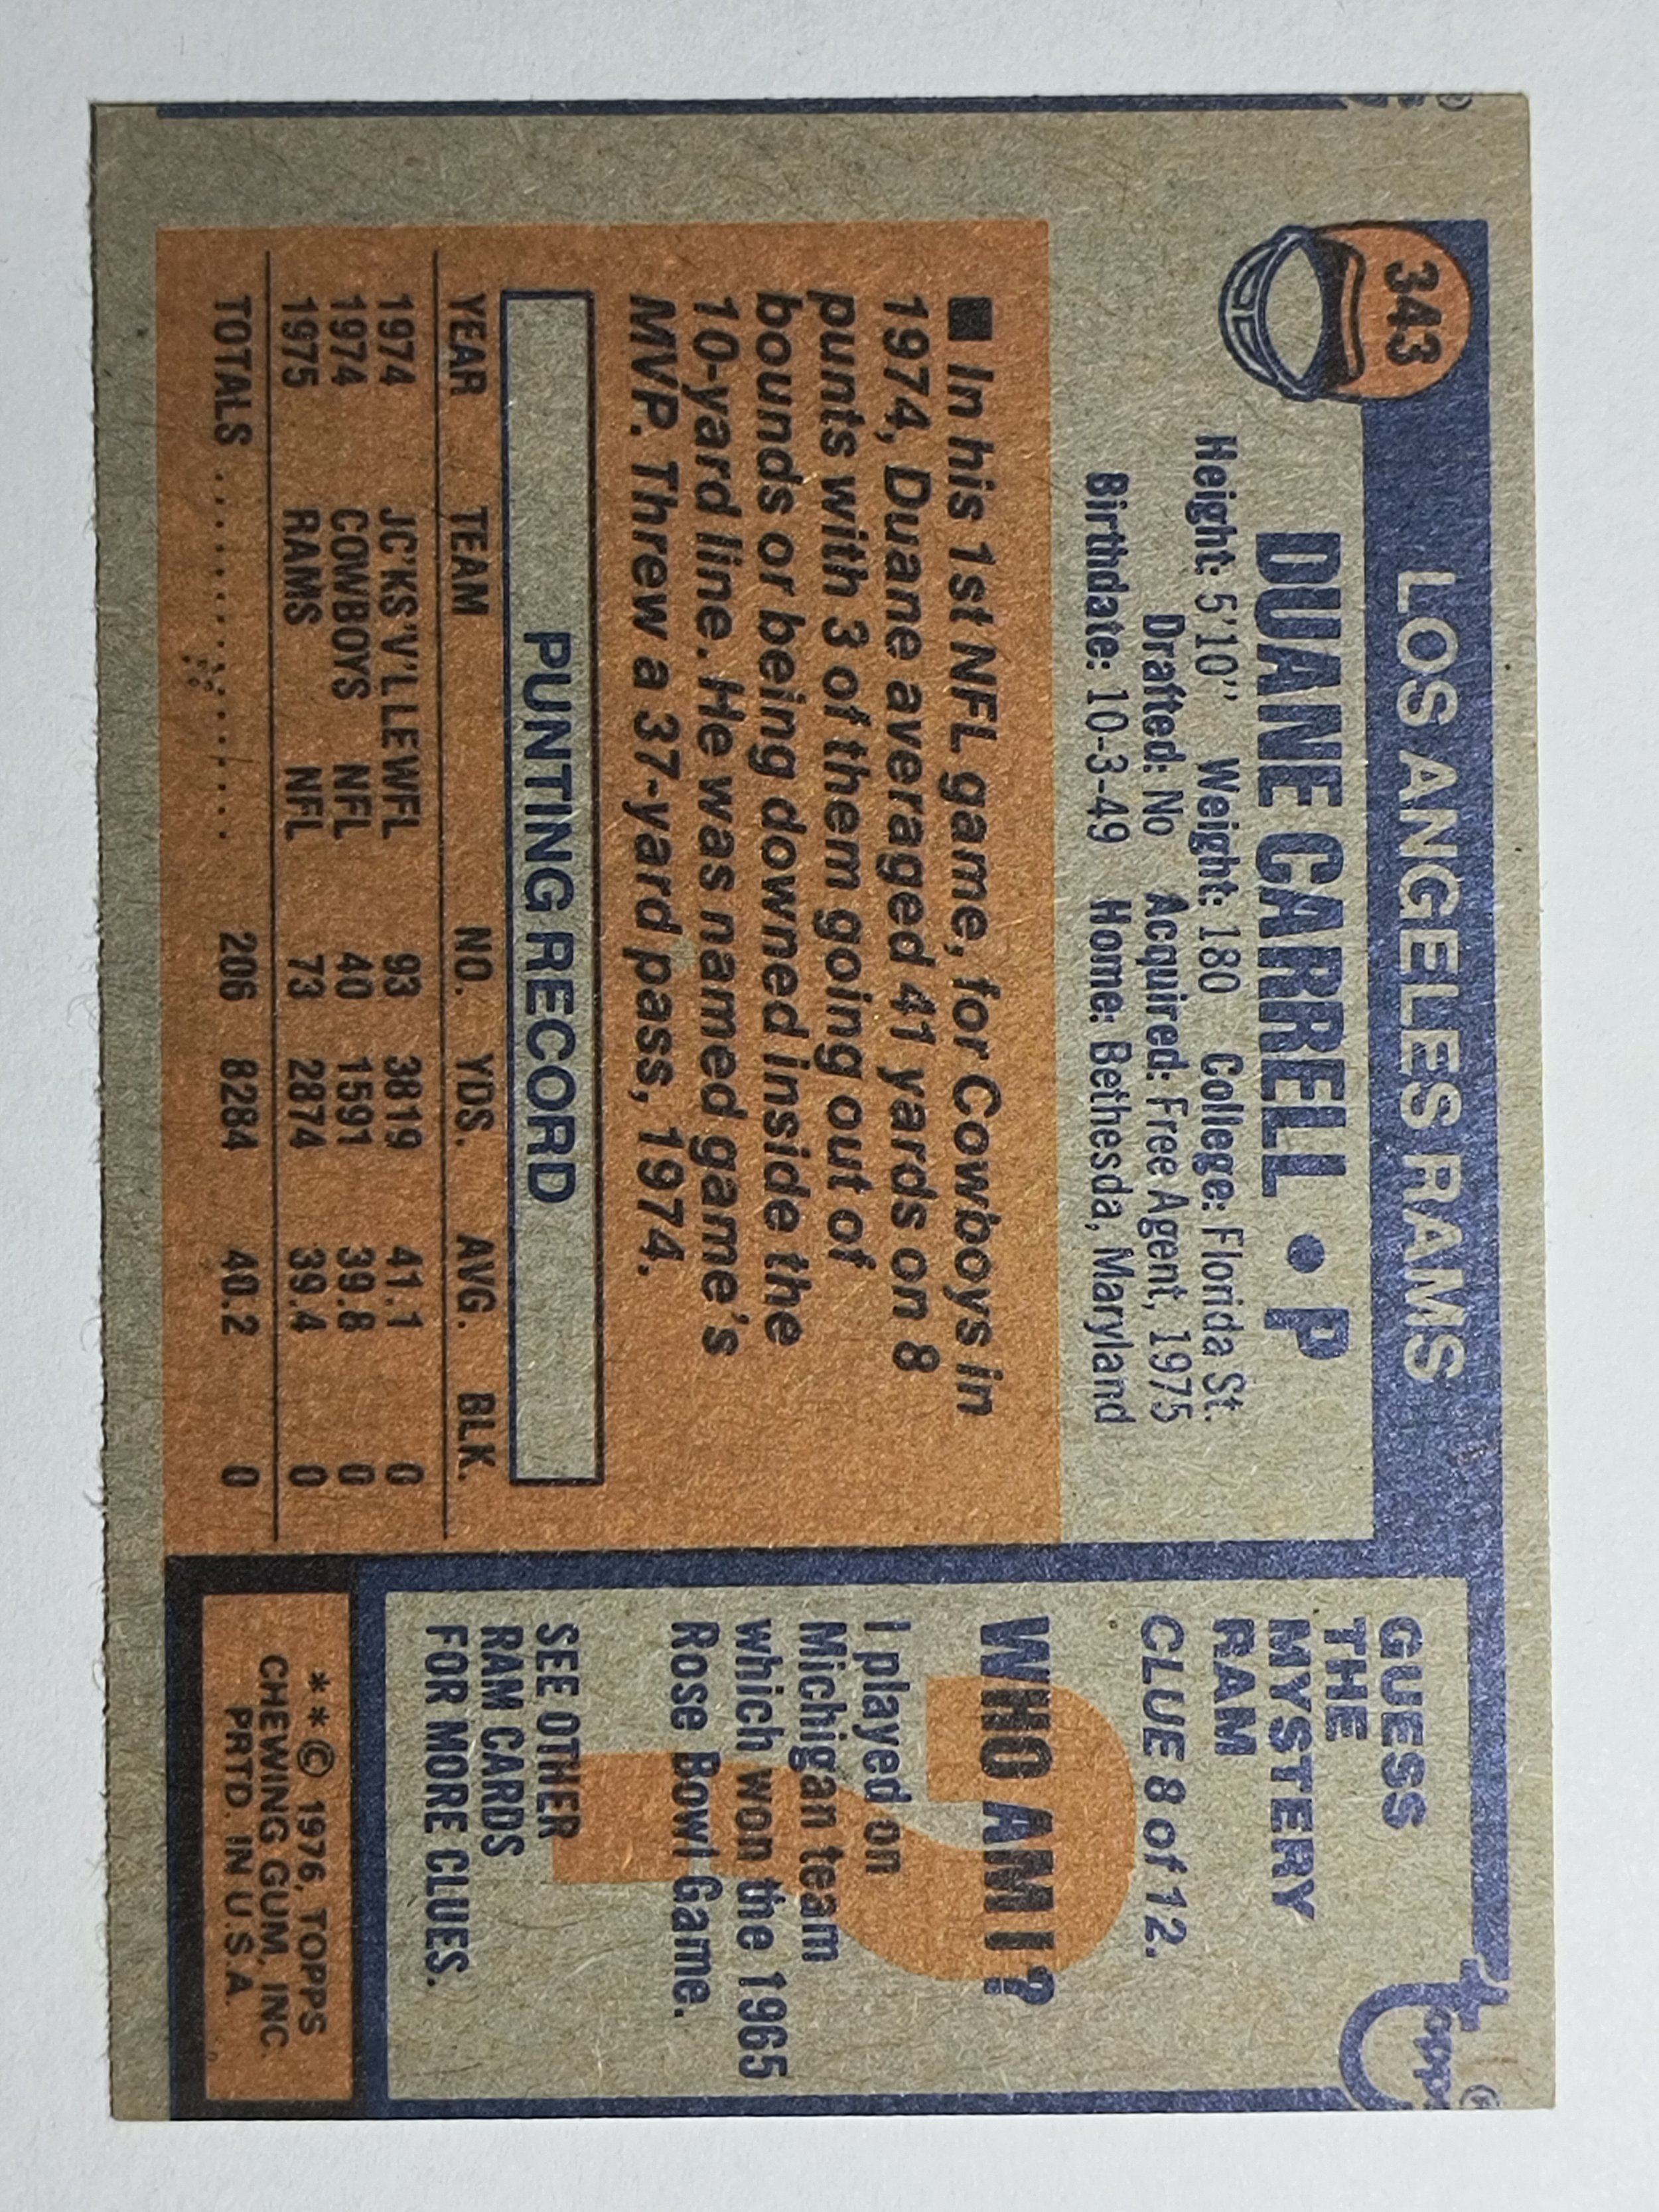 343
LOS ANGELES RAMS
DUANE CARRELL • P
Height: 5'10'' Weight: 180 College: Florida St.
Drafted: No Acquired: Free Agent, 1975
Birthdate: 10-3-49 Home: Bethesda, Maryland
■ In his 1st NFL game, for Cowboys in
1974, Duane averaged 41 yards on 8
punts with 3 of them going out of
bounds or being downed inside the
10-yard line. He was named game's
MVP. Threw a 37-yard pass, 1974.
PUNTING RECORD
YEAR TEAM NO. YDS. AVG. BLK.
1974 JC'KS'V'LLE WFL 93 3819 41.1 0
1974 COWBOYS NFL 40 1591 39.8 0
1975 RAMS NFL 73 2874 39.4 0
TOTALS .................. 206 8284 40.2 0
Topps ®
GUESS
THE
MYSTERY
RAM
CLUE 8 of 12.
WHO AM I?
I played on
Michigan team
which won the 1965
Rose Bowl Game.
SEE OTHER
RAM CARDS
FOR MORE CLUES.
** © 1976, TOPPS
CHEWING GUM, INC.
PRTD. IN U.S.A.